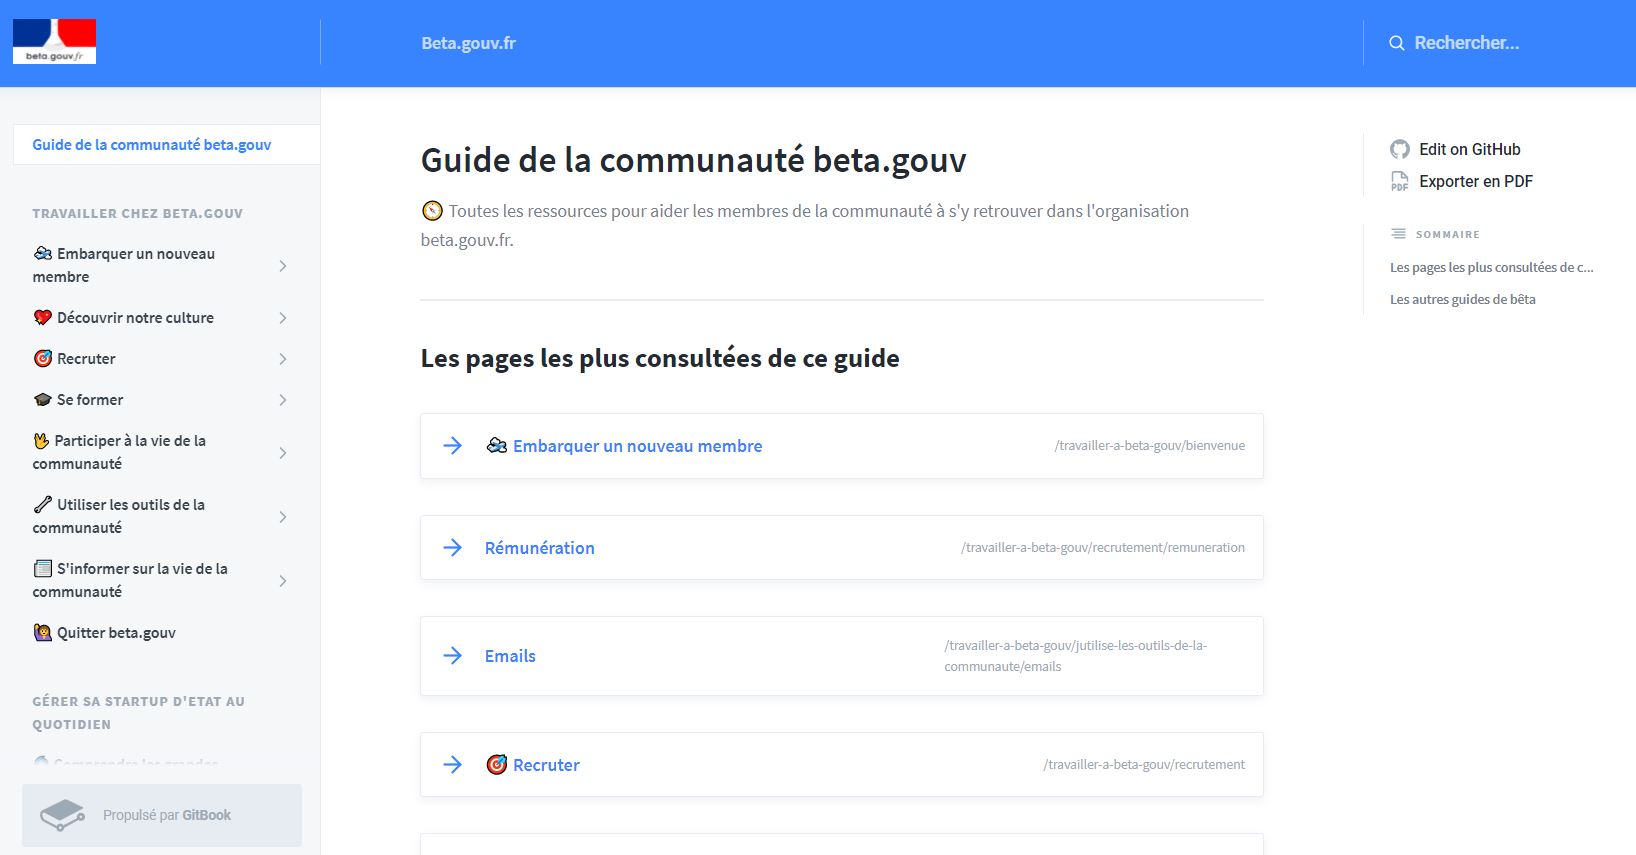 beta.gouv.fr
Beta.gouv.fr
Rechercher...
Guide de la communauté beta.gouv
TRAVAILLER CHEZ BETA.GOUV
Embarquer un nouveau
membre
Découvrir notre culture
Recruter
Se former
Participer à la vie de la
communauté
Utiliser les outils de la
communauté
S'informer sur la vie de la
communauté
Quitter beta.gouv
GÉRER SA STARTUP D'ETAT AU
QUOTIDIEN
Comprendre les grandes
Propulsé par GitBook
Guide de la communauté beta.gouv
Toutes les ressources pour aider les membres de la communauté à s'y retrouver dans l'organisation
beta.gouv.fr.
Les pages les plus consultées de ce guide
Embarquer un nouveau membre
/travailler-a-beta-gouv/bienvenue
Rémunération
/travailler-a-beta-gouv/recrutement/remuneration
Emails
/travailler-a-beta-gouv/jutilise-les-outils-de-la-
communaute/emails
Recruter
/travailler-a-beta-gouv/recrutement
Edit on GitHub
PDF
Exporter en PDF
SOMMAIRE
Les pages les plus consultées de c...
Les autres guides de bêta